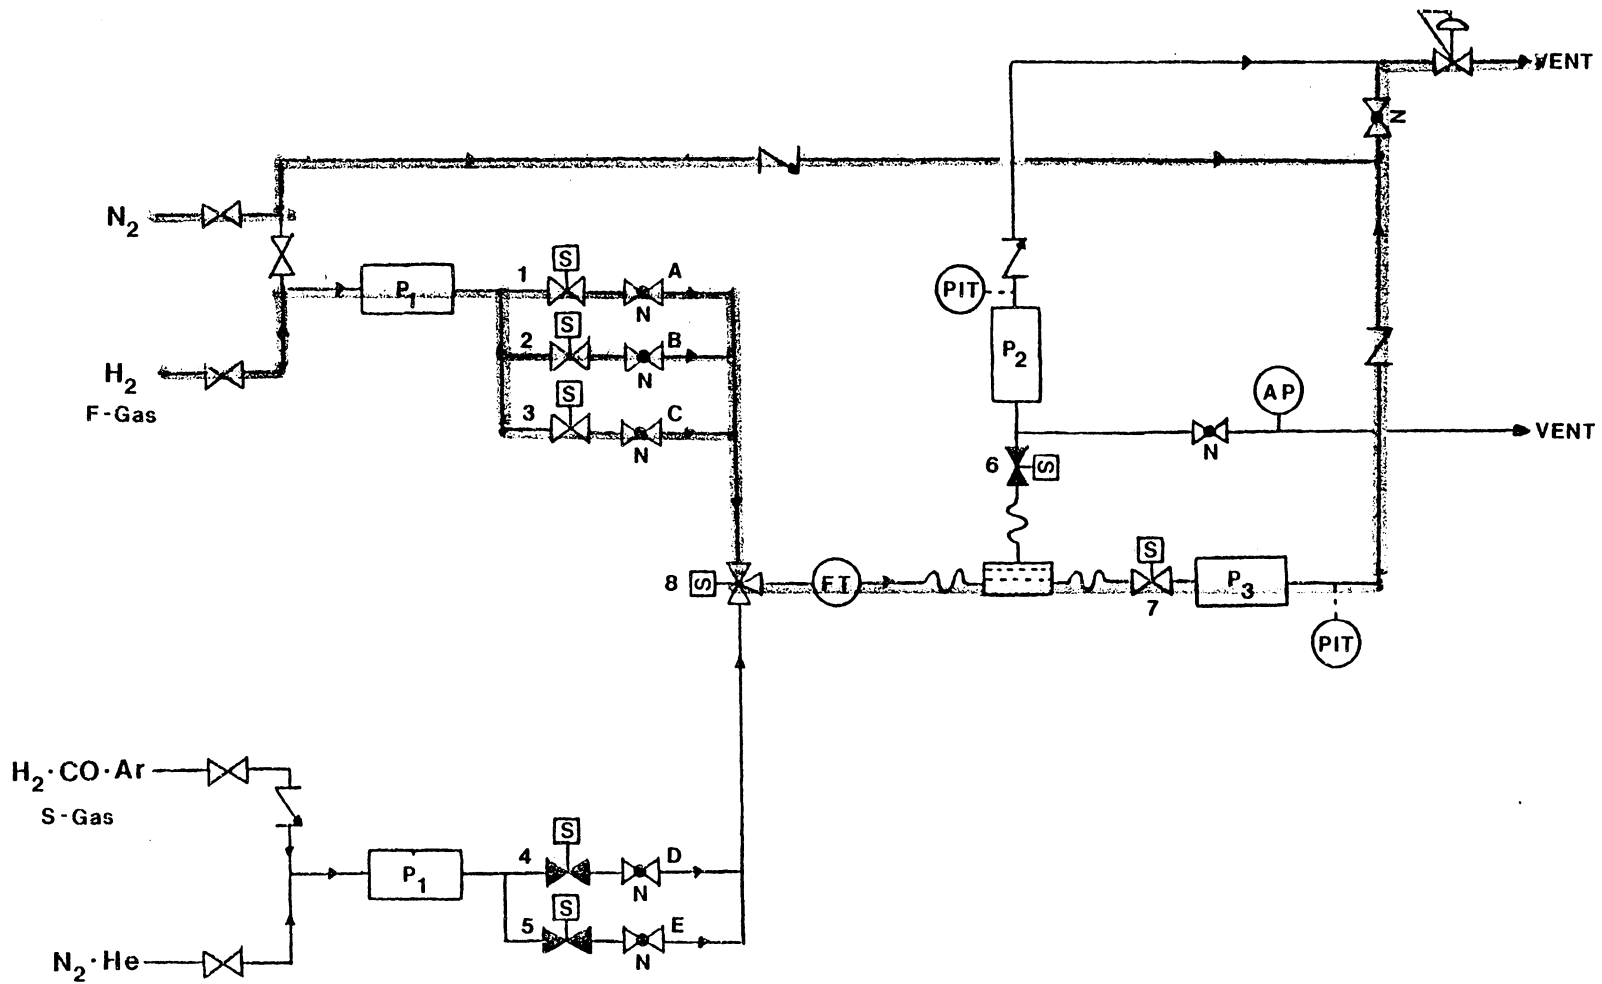 VENT
N
N₂
S
1
A
P₁
N
PIT
S
2
B
N
P₂
H₂
F-Gas
S
3
C
N
AP
VENT
N
6
S
8
S
FT
S
7
P₃
PIT
H₂·CO·Ar
S-Gas
S
4
D
P₁
N
S
5
E
N₂·He
N